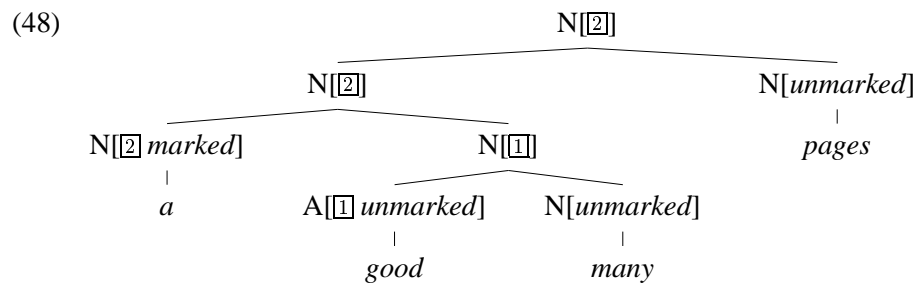 (48) N[2]
N[2] N[unmarked]
N[2 marked] N[1] pages
a A[1 unmarked] N[unmarked]
good many